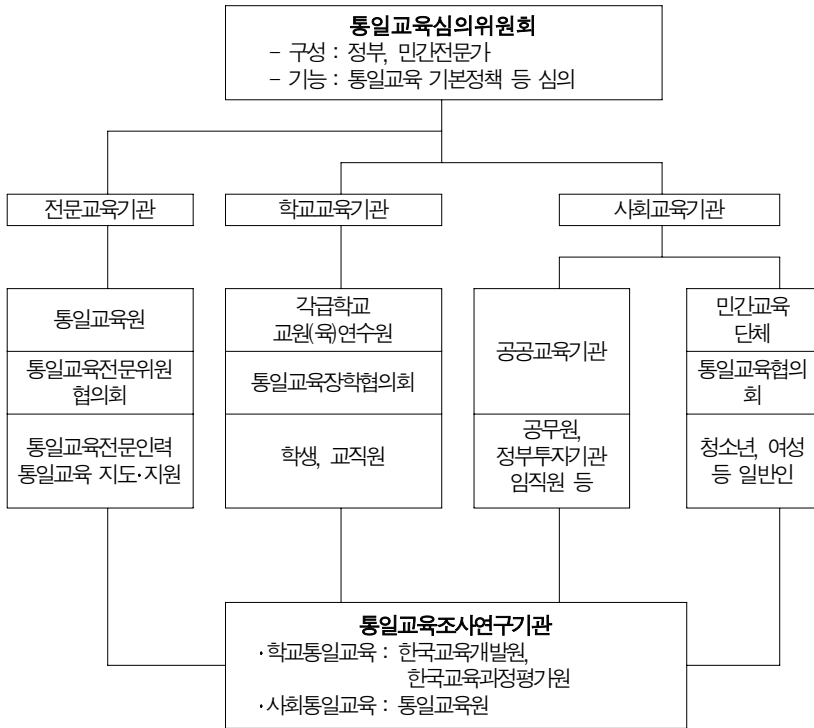 통일교육심의위원회
- 구성 : 정부, 민간전문가
- 기능 : 통일교육 기본정책 등 심의
전문교육기관
학교교육기관
사회교육기관
통일교육원
통일교육전문위원
협의회
통일교육전문인력
통일교육 지도·지원
각급학교
교원(육)연수원
통일교육장학협의회
학생, 교직원
공공교육기관
공무원,
정부투자기관
임직원 등
민간교육
단체
통일교육협의
회
청소년, 여성
등 일반인
통일교육조사연구기관
·학교통일교육 : 한국교육개발원,
한국교육과정평가원
·사회통일교육 : 통일교육원